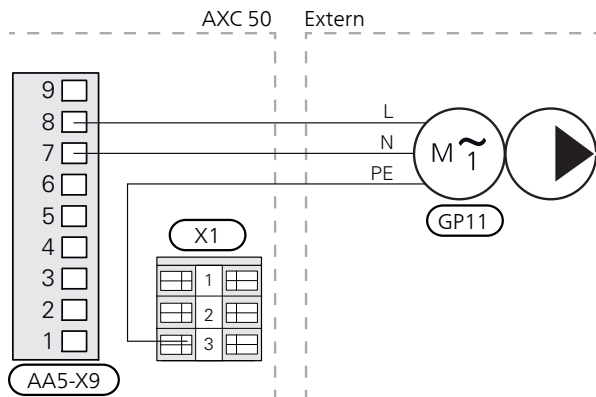 AXC 50 Extern
9
8 L
7 N
M ~ 1
6 PE
GP11
5
X1
4
3 1
2 2
1 3
AA5-X9